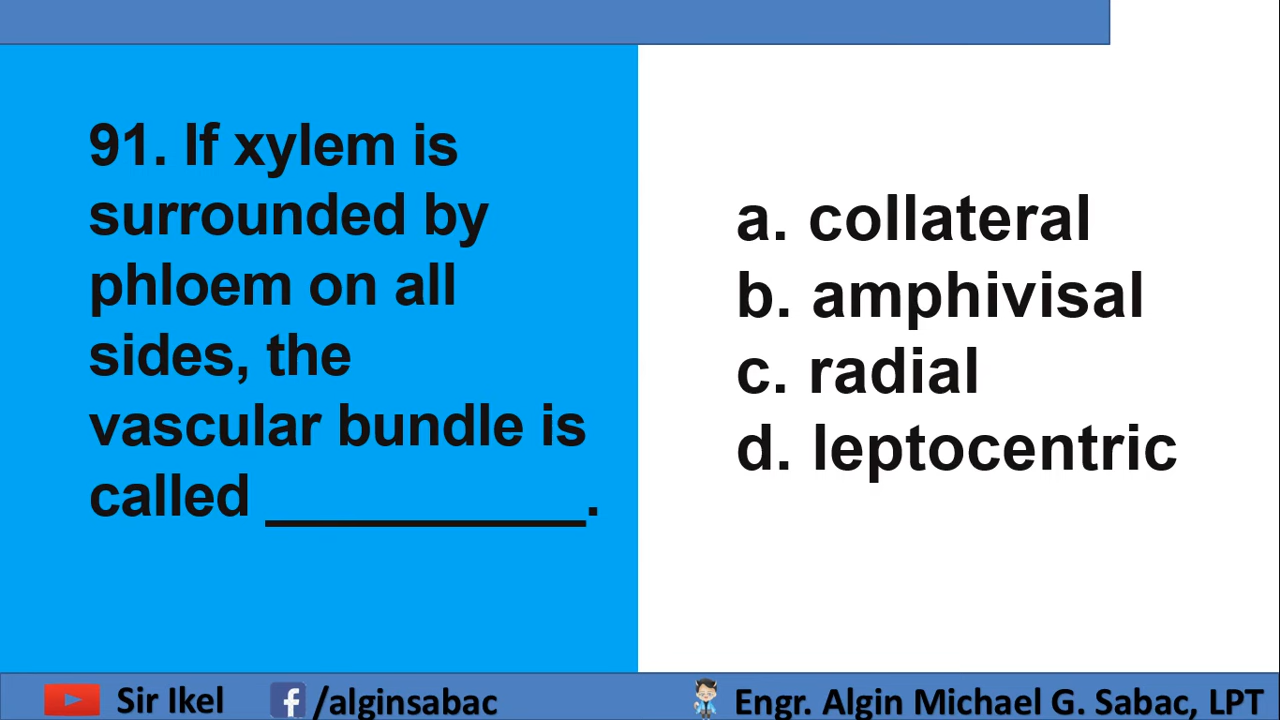 91. If xylem is
surrounded by
phloem on all
sides, the
vascular bundle is
called __________.
a. collateral
b. amphivisal
c. radial
d. leptocentric
Sir Ikel
/alginsabac
Engr. Algin Michael G. Sabac, LPT